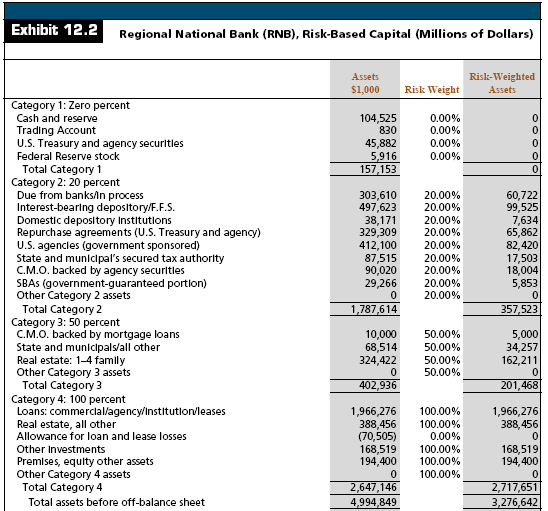 Exhibit 12.2 Regional National Bank (RNB), Risk-Based Capital (Millions of Dollars)
Assets Risk-Weighted
$1,000 Risk Weight Assets
Category 1: Zero percent
Cash and reserve 104,525 0.00% 0
Trading Account 830 0.00% 0
U.S. Treasury and agency securities 45,882 0.00% 0
Federal Reserve stock 5,916 0.00% 0
Total Category 1 157,153 0
Category 2: 20 percent
Due from banks/in process 303,610 20.00% 60,722
Interest-bearing depository/F.F.S. 497,623 20.00% 99,525
Domestic depository institutions 38,171 20.00% 7,634
Repurchase agreements (U.S. Treasury and agency) 329,309 20.00% 65,862
U.S. agencies (government sponsored) 412,100 20.00% 82,420
State and municipal's secured tax authority 87,515 20.00% 17,503
C.M.O. backed by agency securities 90,020 20.00% 18,004
SBAs (government-guaranteed portion) 29,266 20.00% 5,853
Other Category 2 assets 0 20.00% 0
Total Category 2 1,787,614 357,523
Category 3: 50 percent
C.M.O. backed by mortgage loans 10,000 50.00% 5,000
State and municipals/all other 68,514 50.00% 34,257
Real estate: 1–4 family 324,422 50.00% 162,211
Other Category 3 assets 0 50.00% 0
Total Category 3 402,936 201,468
Category 4: 100 percent
Loans: commercial/agency/institution/leases 1,966,276 100.00% 1,966,276
Real estate, all other 388,456 100.00% 388,456
Allowance for loan and lease losses (70,505) 0.00% 0
Other investments 168,519 100.00% 168,519
Premises, equity other assets 194,400 100.00% 194,400
Other Category 4 assets 0 100.00% 0
Total Category 4 2,647,146 2,717,651
Total assets before off-balance sheet 4,994,849 3,276,642